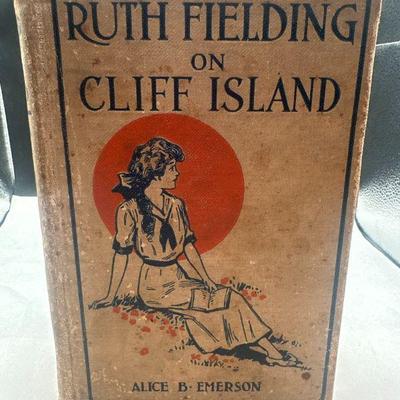 RUTH FIELDING
ON
CLIFF ISLAND
ALICE B. EMERSON